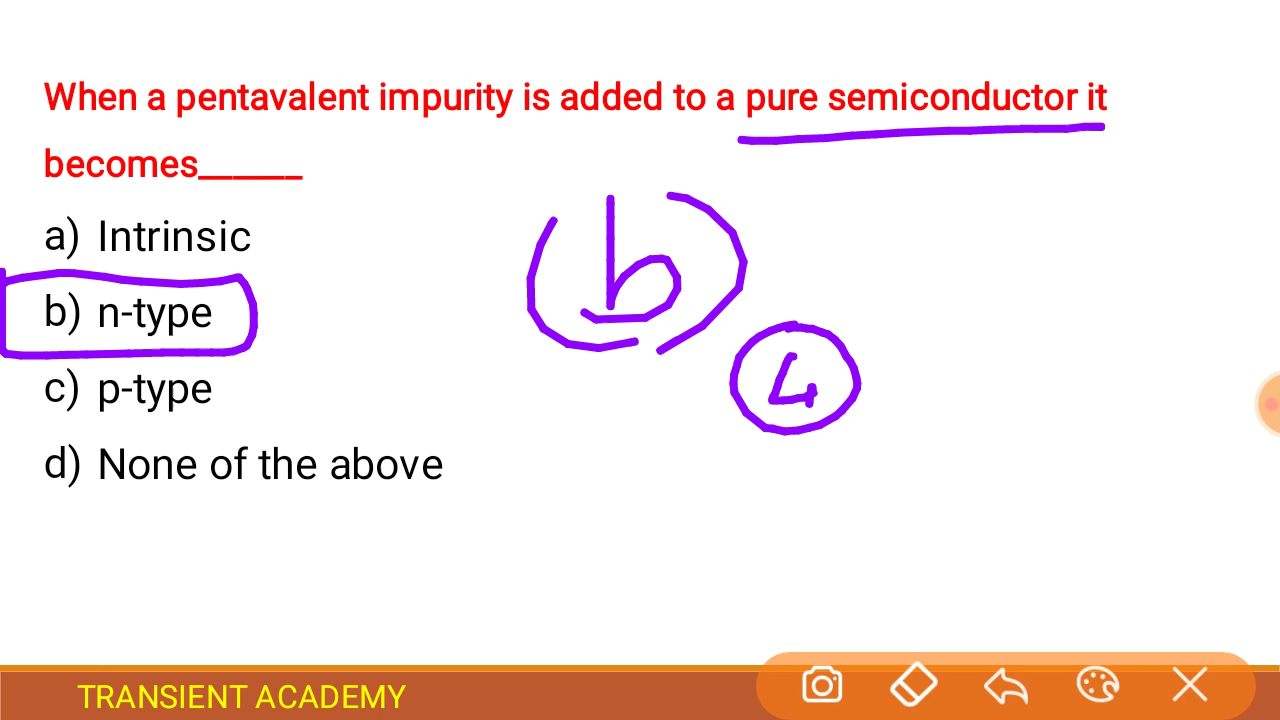 When a pentavalent impurity is added to a pure semiconductor it
becomes______
a) Intrinsic
b) n-type
(b)
c) p-type
4
d) None of the above
TRANSIENT ACADEMY